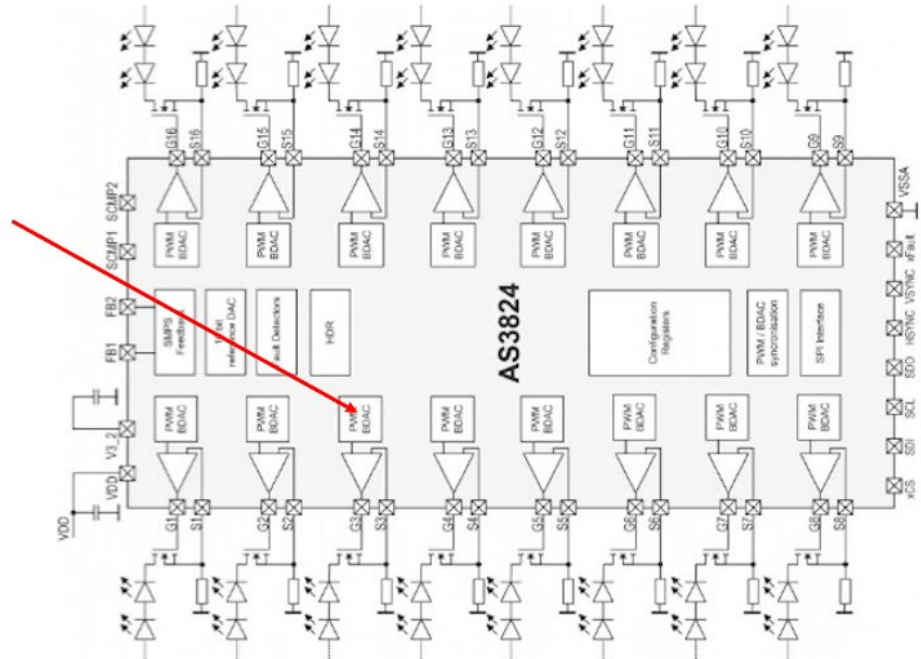 G16 S16 G15 S15 G14 S14 G13 S13 G12 S12 G11 S11 G10 S10 G9 S9
SCMP2
SCMP1
FB2
FB1
V3_2
VDD
VDD
PWM
BDAC
PWM
BDAC
PWM
BDAC
PWM
BDAC
PWM
BDAC
PWM
BDAC
PWM
BDAC
PWM
BDAC
SMPS
Feedback
bit
reference DAC
ault Detectors
HDR
AS3824
Configuration
Registers
PWM / BDAC
syncronisation
SPI Interface
PWM
BDAC
PWM
BDAC
PWM
BDAC
PWM
BDAC
PWM
BDAC
PWM
BDAC
PWM
BDAC
PWM
BDAC
VSSA
xFault
VSYNC
HSYNC
SDO
SCL
SDI
xCS
G1 S1 G2 S2 G3 S3 G4 S4 G5 S5 G6 S6 G7 S7 G8 S8